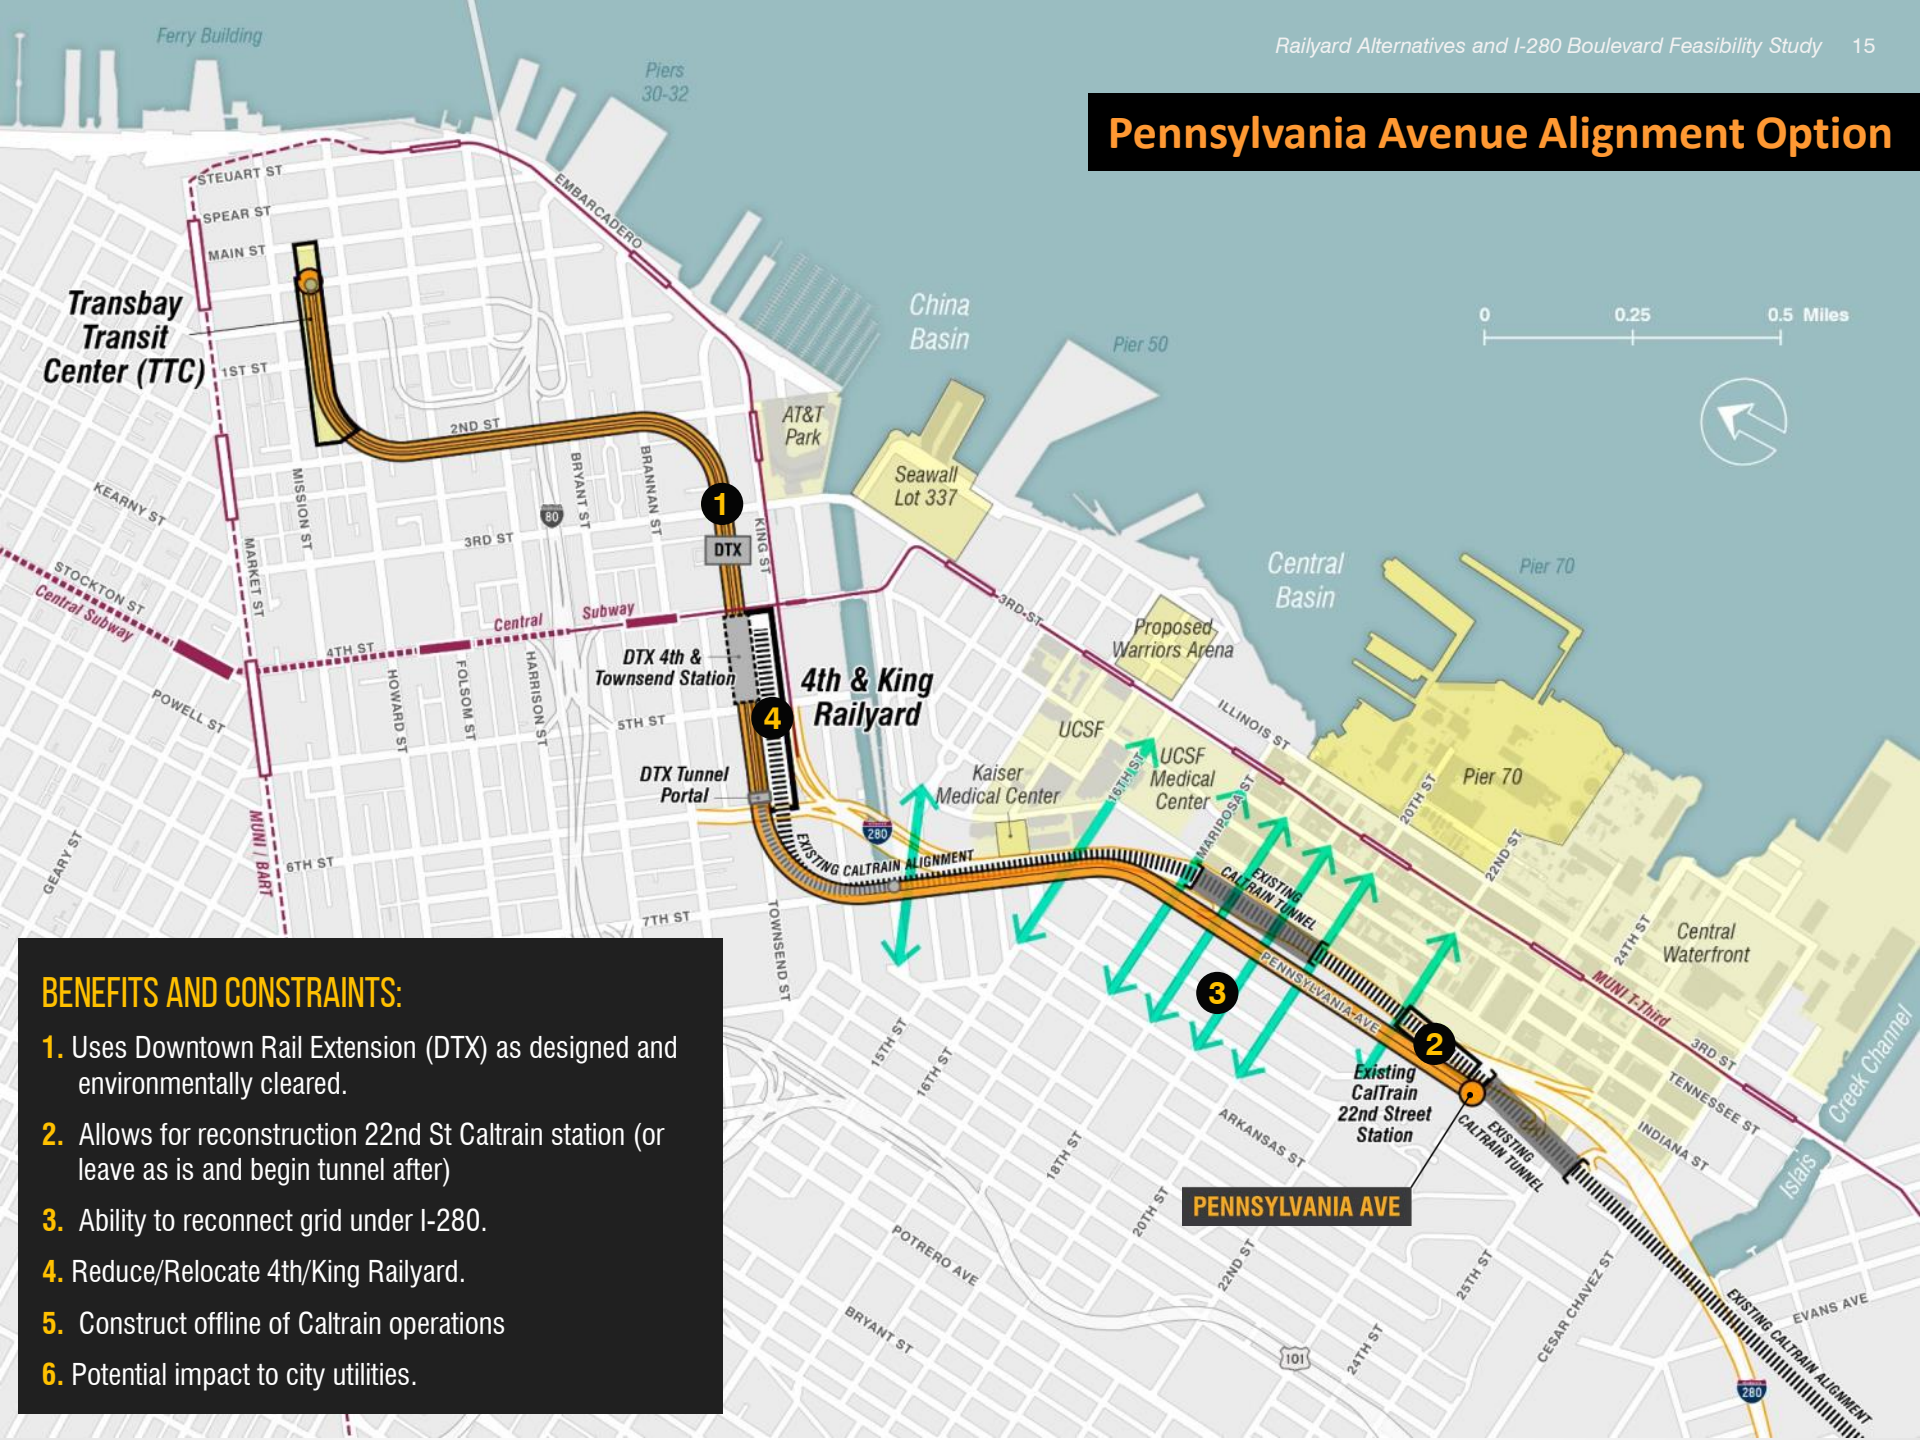 Railyard Alternatives and I-280 Boulevard Feasibility Study 15
Pennsylvania Avenue Alignment Option
Ferry Building
Piers
30-32
STEUART ST
SPEAR ST
MAIN ST
EMBARCADERO
Transbay
Transit
Center (TTC)
1ST ST
2ND ST
China
Basin
Pier 50
0 0.25 0.5 Miles
AT&T
Park
Seawall
Lot 337
KEARNY ST
MISSION ST
BRYANT ST
BRANNAN ST
80
1
3RD ST
DTX
KING ST
MARKET ST
STOCKTON ST
Central Subway
Central Subway
4TH ST
Central
Basin
Pier 70
3RD ST
Proposed
Warriors Arena
DTX 4th &
Townsend Station
4th & King
Railyard
4
HOWARD ST
FOLSOM ST
HARRISON ST
POWELL ST
5TH ST
ILLINOIS ST
UCSF
UCSF
Medical
Center
16TH ST
MARIPOSA ST
Kaiser
Medical Center
DTX Tunnel
Portal
280
Pier 70
20TH ST
22ND ST
MUNI / BART
GEARY ST
6TH ST
EXISTING CALTRAIN ALIGNMENT
EXISTING
CALTRAIN TUNNEL
7TH ST
TOWNSEND ST
24TH ST
Central
Waterfront
PENNSYLVANIA AVE
3
2
MUNI T-Third
3RD ST
TENNESSEE ST
INDIANA ST
Creek Channel
Islais
15TH ST
16TH ST
Existing
CalTrain
22nd Street
Station
EXISTING
CALTRAIN TUNNEL
ARKANSAS ST
18TH ST
20TH ST
PENNSYLVANIA AVE
22ND ST
25TH ST
CESAR CHAVEZ ST
EVANS AVE
POTRERO AVE
BRYANT ST
24TH ST
101
280
EXISTING CALTRAIN ALIGNMENT
BENEFITS AND CONSTRAINTS:
1. Uses Downtown Rail Extension (DTX) as designed and
environmentally cleared.
2. Allows for reconstruction 22nd St Caltrain station (or
leave as is and begin tunnel after)
3. Ability to reconnect grid under I-280.
4. Reduce/Relocate 4th/King Railyard.
5. Construct offline of Caltrain operations
6. Potential impact to city utilities.